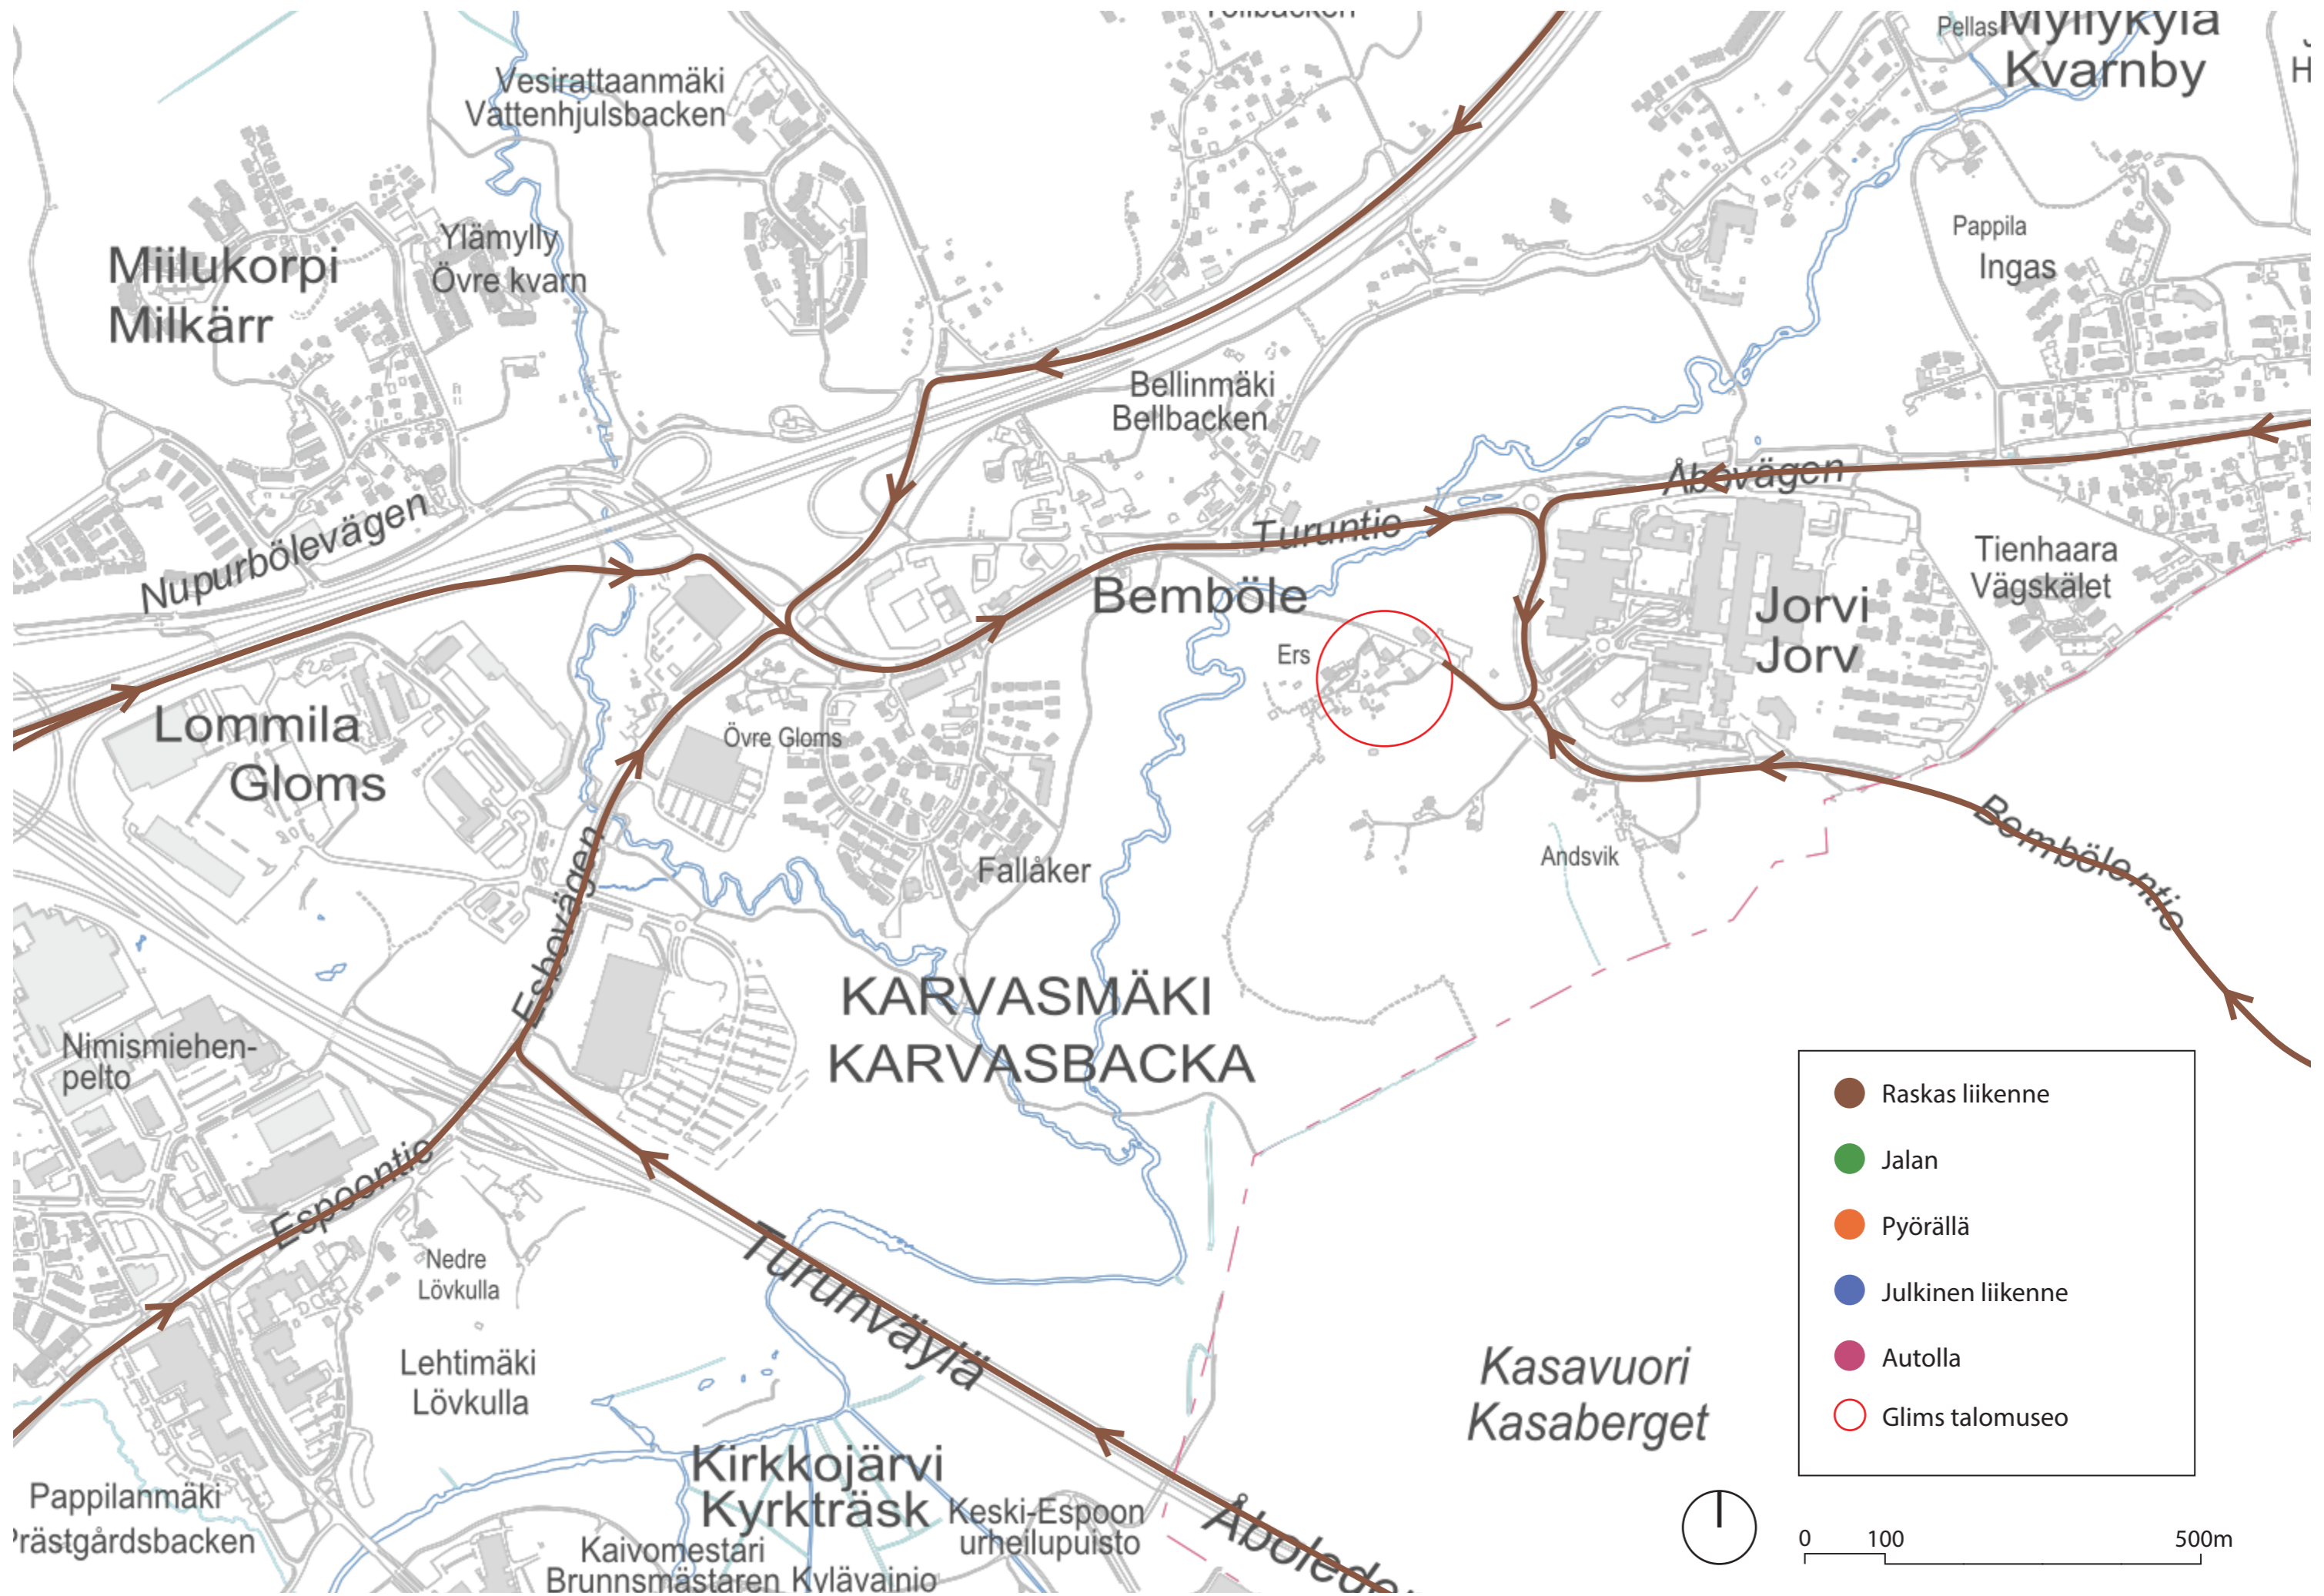 Pellas
Myllykylä
Kvarnby
Vesirattaanmäki
Vattenhjulsbacken
Miilukorpi
Milkärr
Ylämylly
Övre kvarn
Pappila
Ingas
Bellinmäki
Bellbacken
Åbovägen
Turuntie
Nupurbölevägen
Bemböle
Tienhaara
Vägskälet
Jorvi
Jorv
Ers
Lommila
Gloms
Övre Gloms
Bembölentie
Andsvik
Fallåker
Esbovägen
KARVASMÄKI
KARVASBACKA
Nimismiehen-
pelto
Espoontie
Nedre
Lövkulla
Turunväylä
Lehtimäki
Lövkulla
Kasavuori
Kasaberget
Kirkkojärvi
Kyrkträsk
Keski-Espoon
urheilupuisto
Pappilanmäki
Prästgårdsbacken
Kaivomestari
Brunnsmästaren
Kylävainio
Raskas liikenne
Jalan
Pyörällä
Julkinen liikenne
Autolla
Glims talomuseo
0 100 500m